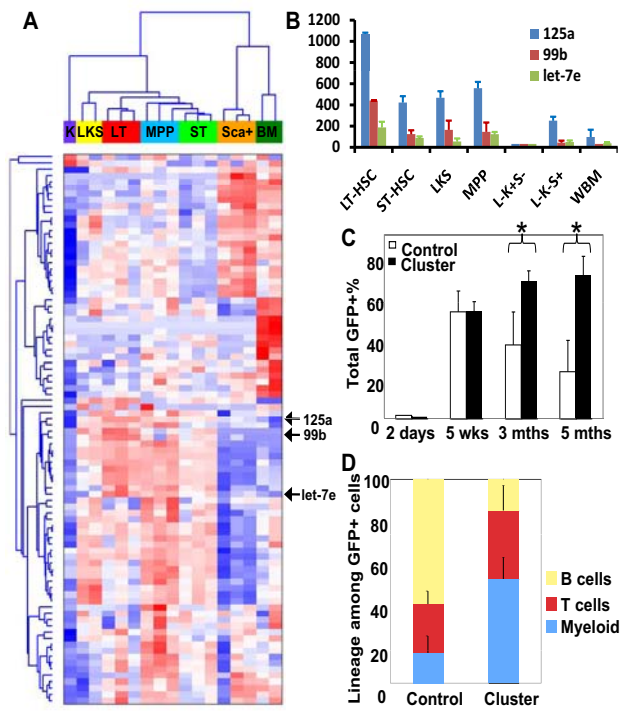 A
K LKS LT MPP ST Sca+ BM
125a
99b
let-7e
B
1200
1000
800
600
400
200
0
125a
99b
let-7e
LT-HSC
ST-HSC
LKS
MPP
L-K+S-
L-K-S+
WBM
C
Control
Cluster
* *
Total GFP+%
80
60
40
20
0
2 days 5 wks 3 mths 5 mths
D
Lineage among GFP+ cells
100
80
60
40
20
0
B cells
T cells
Myeloid
Control Cluster